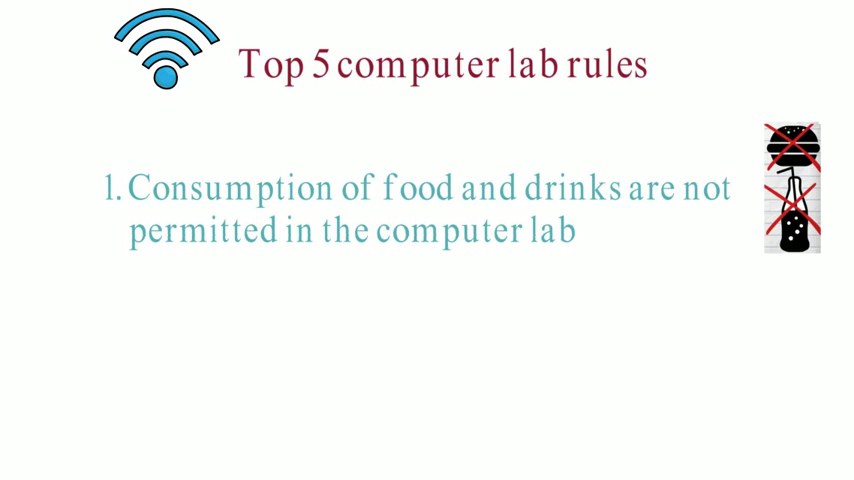 Top 5 computer lab rules
1. Consumption of food and drinks are not
permitted in the computer lab